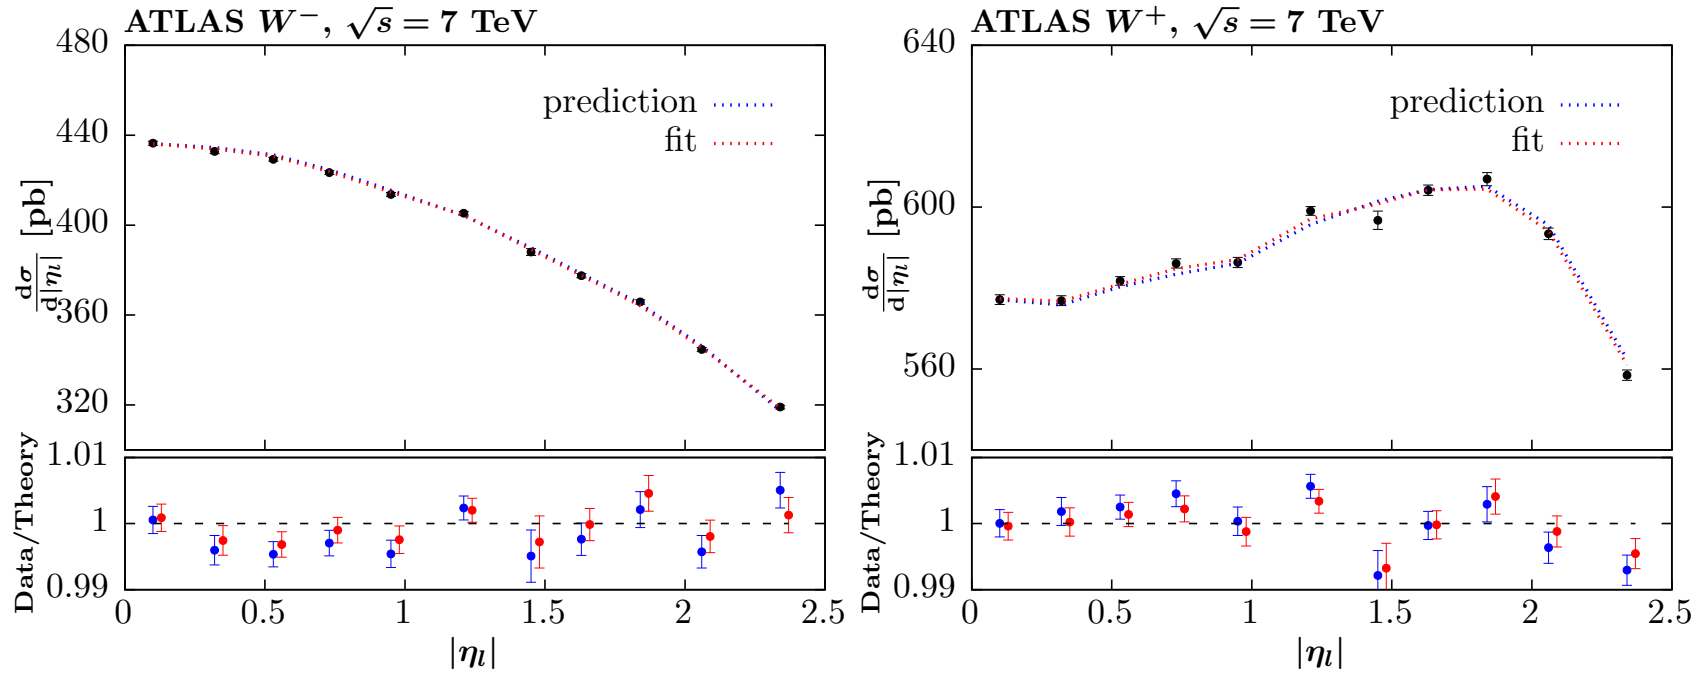 ATLAS W⁻, √s = 7 TeV
480
440
400
360
320
dσ/d|ηl| [pb]
prediction
fit
1.01
1
0.99
Data/Theory
0 0.5 1 1.5 2 2.5
|ηl|
ATLAS W⁺, √s = 7 TeV
640
600
560
dσ/d|ηl| [pb]
prediction
fit
1.01
1
0.99
Data/Theory
0 0.5 1 1.5 2 2.5
|ηl|